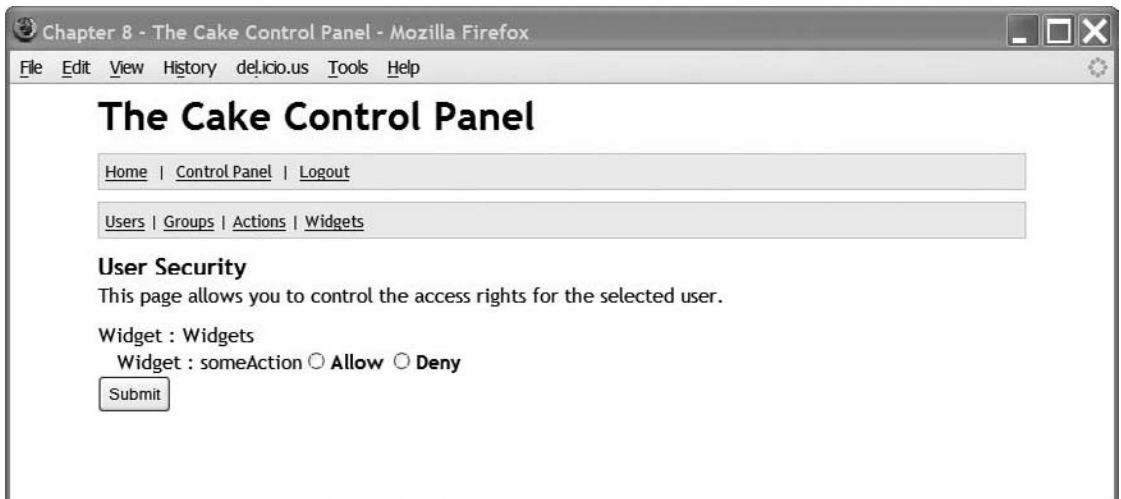 Chapter 8 - The Cake Control Panel - Mozilla Firefox
File Edit View History del.icio.us Tools Help
The Cake Control Panel
Home | Control Panel | Logout
Users | Groups | Actions | Widgets
User Security
This page allows you to control the access rights for the selected user.
Widget : Widgets
Widget : someAction Allow Deny
Submit